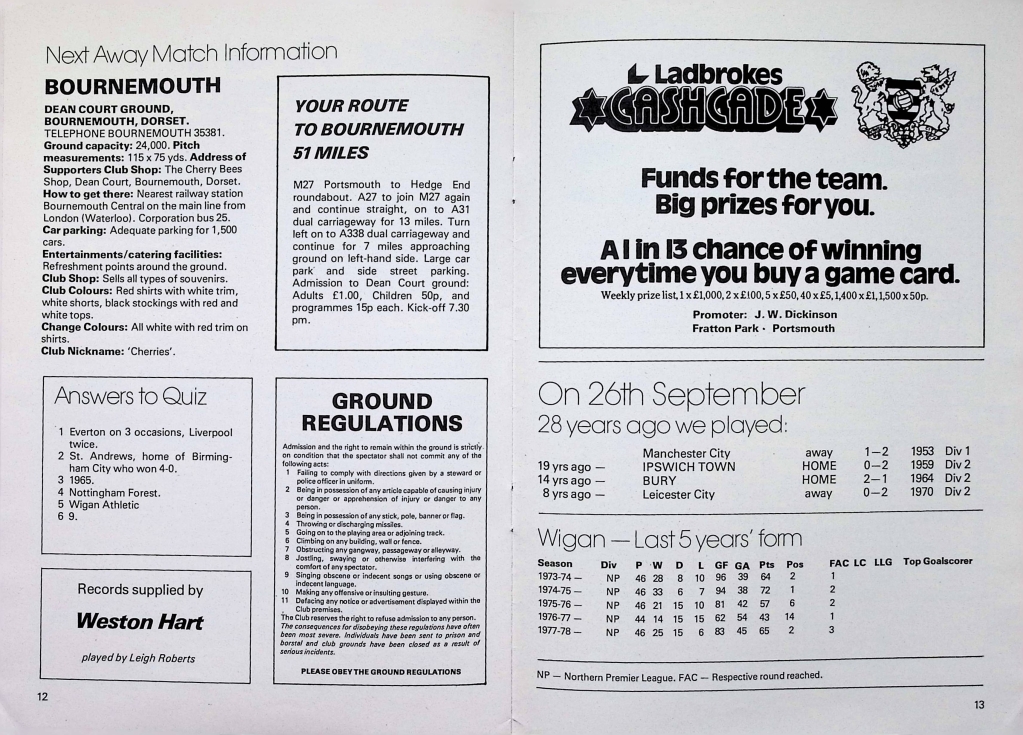 Next Away Match Information
BOURNEMOUTH
DEAN COURT GROUND,
BOURNEMOUTH, DORSET.
TELEPHONE BOURNEMOUTH 35381.
Ground capacity: 24,000. Pitch
measurements: 115 x 75 yds. Address of
Supporters Club Shop: The Cherry Bees
Shop, Dean Court, Bournemouth, Dorset.
How to get there: Nearest railway station
Bournemouth Central on the main line from
London (Waterloo). Corporation bus 25.
Car parking: Adequate parking for 1,500
cars.
Entertainments/catering facilities:
Refreshment points around the ground.
Club Shop: Sells all types of souvenirs.
Club Colours: Red shirts with white trim,
white shorts, black stockings with red and
white tops.
Change Colours: All white with red trim on
shirts.
Club Nickname: 'Cherries'.
YOUR ROUTE
TO BOURNEMOUTH
51 MILES
M27 Portsmouth to Hedge End
roundabout. A27 to join M27 again
and continue straight, on to A31
dual carriageway for 13 miles. Turn
left on to A338 dual carriageway and
continue for 7 miles approaching
ground on left-hand side. Large car
park and side street parking.
Admission to Dean Court ground:
Adults £1.00, Children 50p, and
programmes 15p each. Kick-off 7.30
pm.
Answers to Quiz
1 Everton on 3 occasions, Liverpool
twice.
2 St. Andrews, home of Birming-
ham City who won 4-0.
3 1965.
4 Nottingham Forest.
5 Wigan Athletic
6 9.
Records supplied by
Weston Hart
played by Leigh Roberts
GROUND
REGULATIONS
Admission and the right to remain within the ground is strictly
on condition that the spectator shall not commit any of the
following acts:
1 Failing to comply with directions given by a steward or
police officer in uniform.
2 Being in possession of any article capable of causing injury
or danger or apprehension of injury or danger to any
person.
3 Being in possession of any stick, pole, banner or flag.
4 Throwing or discharging missiles.
5 Going on to the playing area or adjoining track.
6 Climbing on any building, wall or fence.
7 Obstructing any gangway, passageway or alleyway.
8 Jostling, swaying or otherwise interfering with the
comfort of any spectator.
9 Singing obscene or indecent songs or using obscene or
indecent language.
10 Making any offensive or insulting gesture.
11 Defacing any notice or advertisement displayed within the
Club premises.
The Club reserves the right to refuse admission to any person.
The consequences for disobeying these regulations have often
been most severe. Individuals have been sent to prison and
borstal and club grounds have been closed as a result of
serious incidents.
PLEASE OBEY THE GROUND REGULATIONS
12
Ladbrokes
CASHCADE
Funds for the team.
Big prizes for you.
A 1 in 13 chance of winning
everytime you buy a game card.
Weekly prize list, 1 x £1,000, 2 x £100, 5 x £50, 40 x £5, 1,400 x £1, 1,500 x 50p.
Promoter: J. W. Dickinson
Fratton Park · Portsmouth
On 26th September
28 years ago we played:
Manchester City away 1—2 1953 Div 1
19 yrs ago — IPSWICH TOWN HOME 0—2 1959 Div 2
14 yrs ago — BURY HOME 2—1 1964 Div 2
8 yrs ago — Leicester City away 0—2 1970 Div 2
Wigan — Last 5 years' form
Season Div P W D L GF GA Pts Pos FAC LC LLG Top Goalscorer
1973-74 — NP 46 28 8 10 96 39 64 2 1
1974-75 — NP 46 33 6 7 94 38 72 1 2
1975-76 — NP 46 21 15 10 81 42 57 6 2
1976-77 — NP 44 14 15 15 62 54 43 14 1
1977-78 — NP 46 25 15 6 83 45 65 2 3
NP — Northern Premier League. FAC — Respective round reached.
13